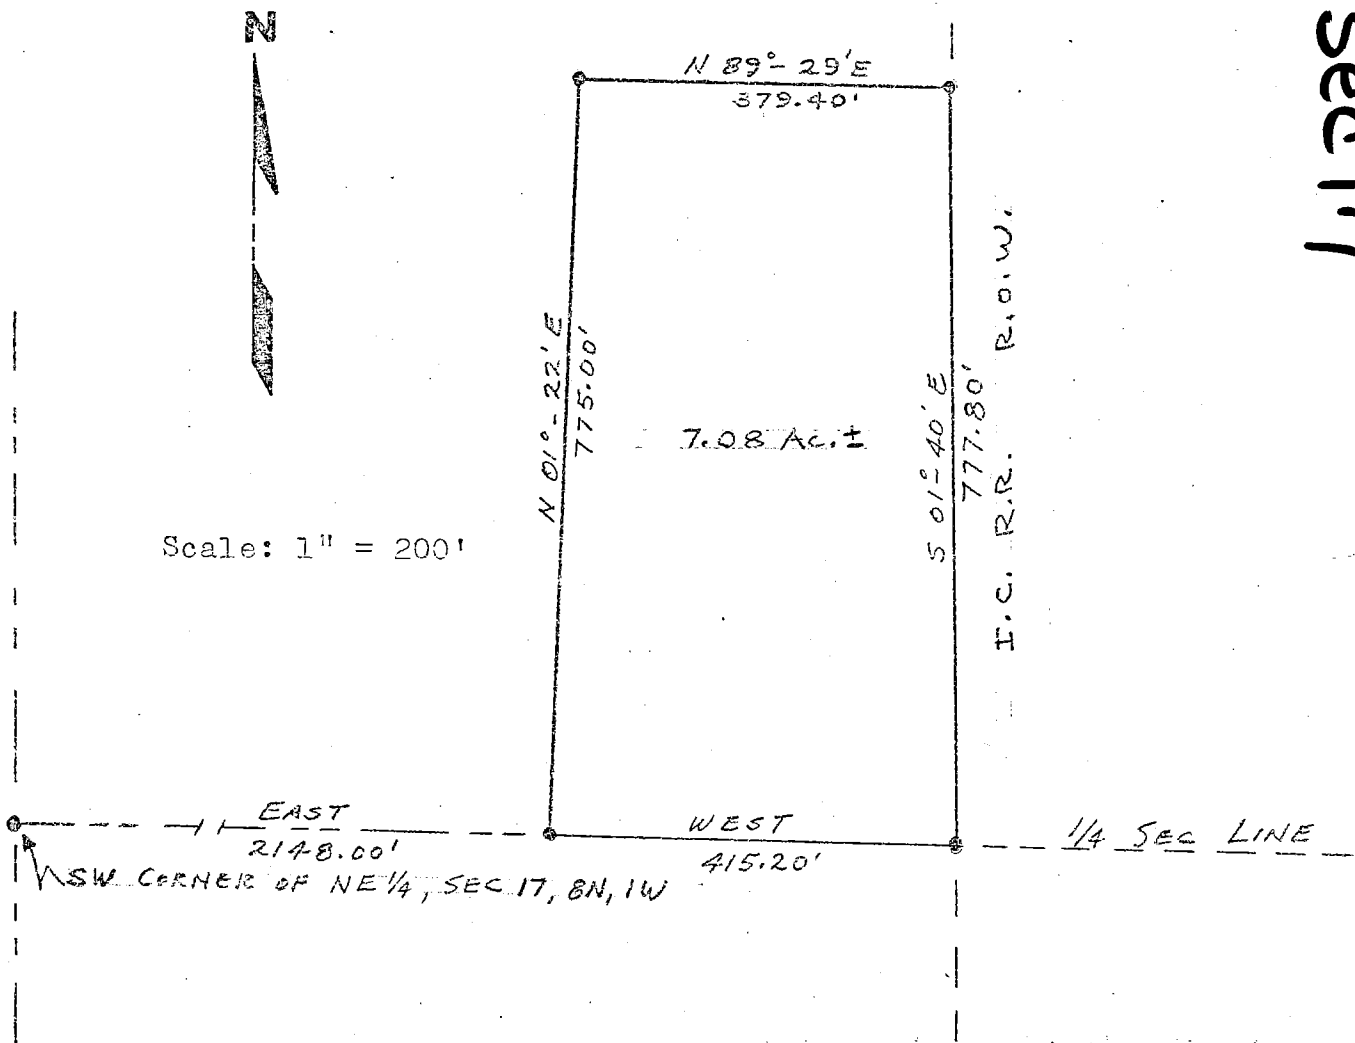 N
Sec 17
N 89°- 29' E
379.40'
N 01°- 22' E
775.00'
7.08 Ac.±
S 01°- 40' E
777.80'
I.C. R.R. R.O.W.
Scale: 1" = 200'
EAST
2148.00'
WEST
415.20'
1/4 SEC LINE
SW CORNER OF NE 1/4, SEC 17, 8N, 1W